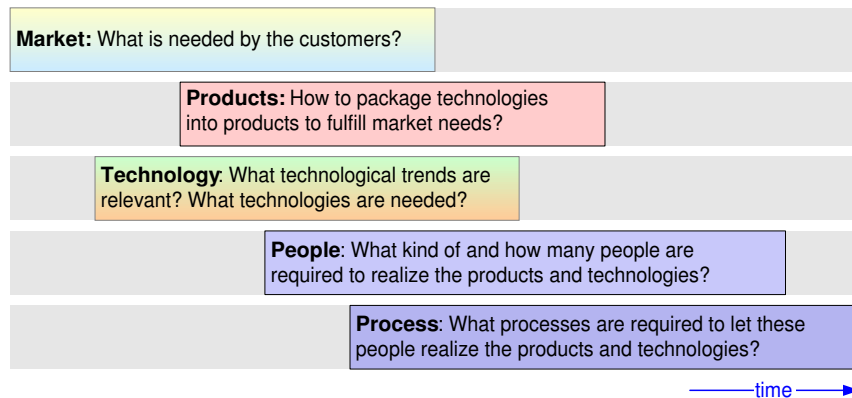 Market: What is needed by the customers?
Products: How to package technologies
into products to fulfill market needs?
Technology: What technological trends are
relevant? What technologies are needed?
People: What kind of and how many people are
required to realize the products and technologies?
Process: What processes are required to let these
people realize the products and technologies?
time